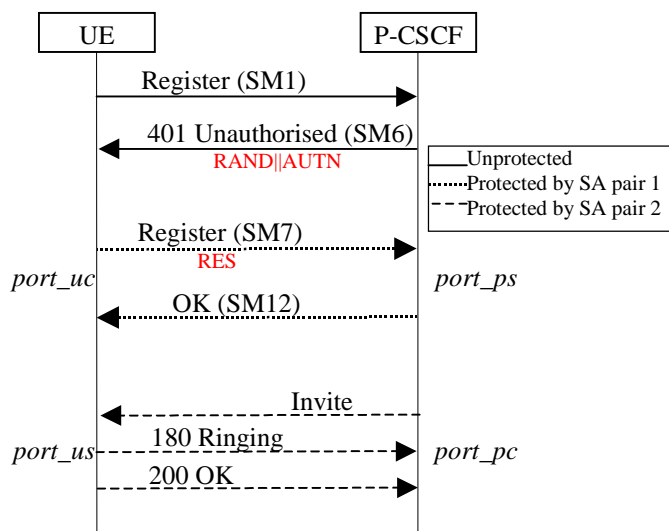 UE
P-CSCF
Register (SM1)
401 Unauthorised (SM6)
RAND||AUTN
Unprotected
Protected by SA pair 1
Protected by SA pair 2
Register (SM7)
RES
port_uc
port_ps
OK (SM12)
Invite
port_us
180 Ringing
port_pc
200 OK